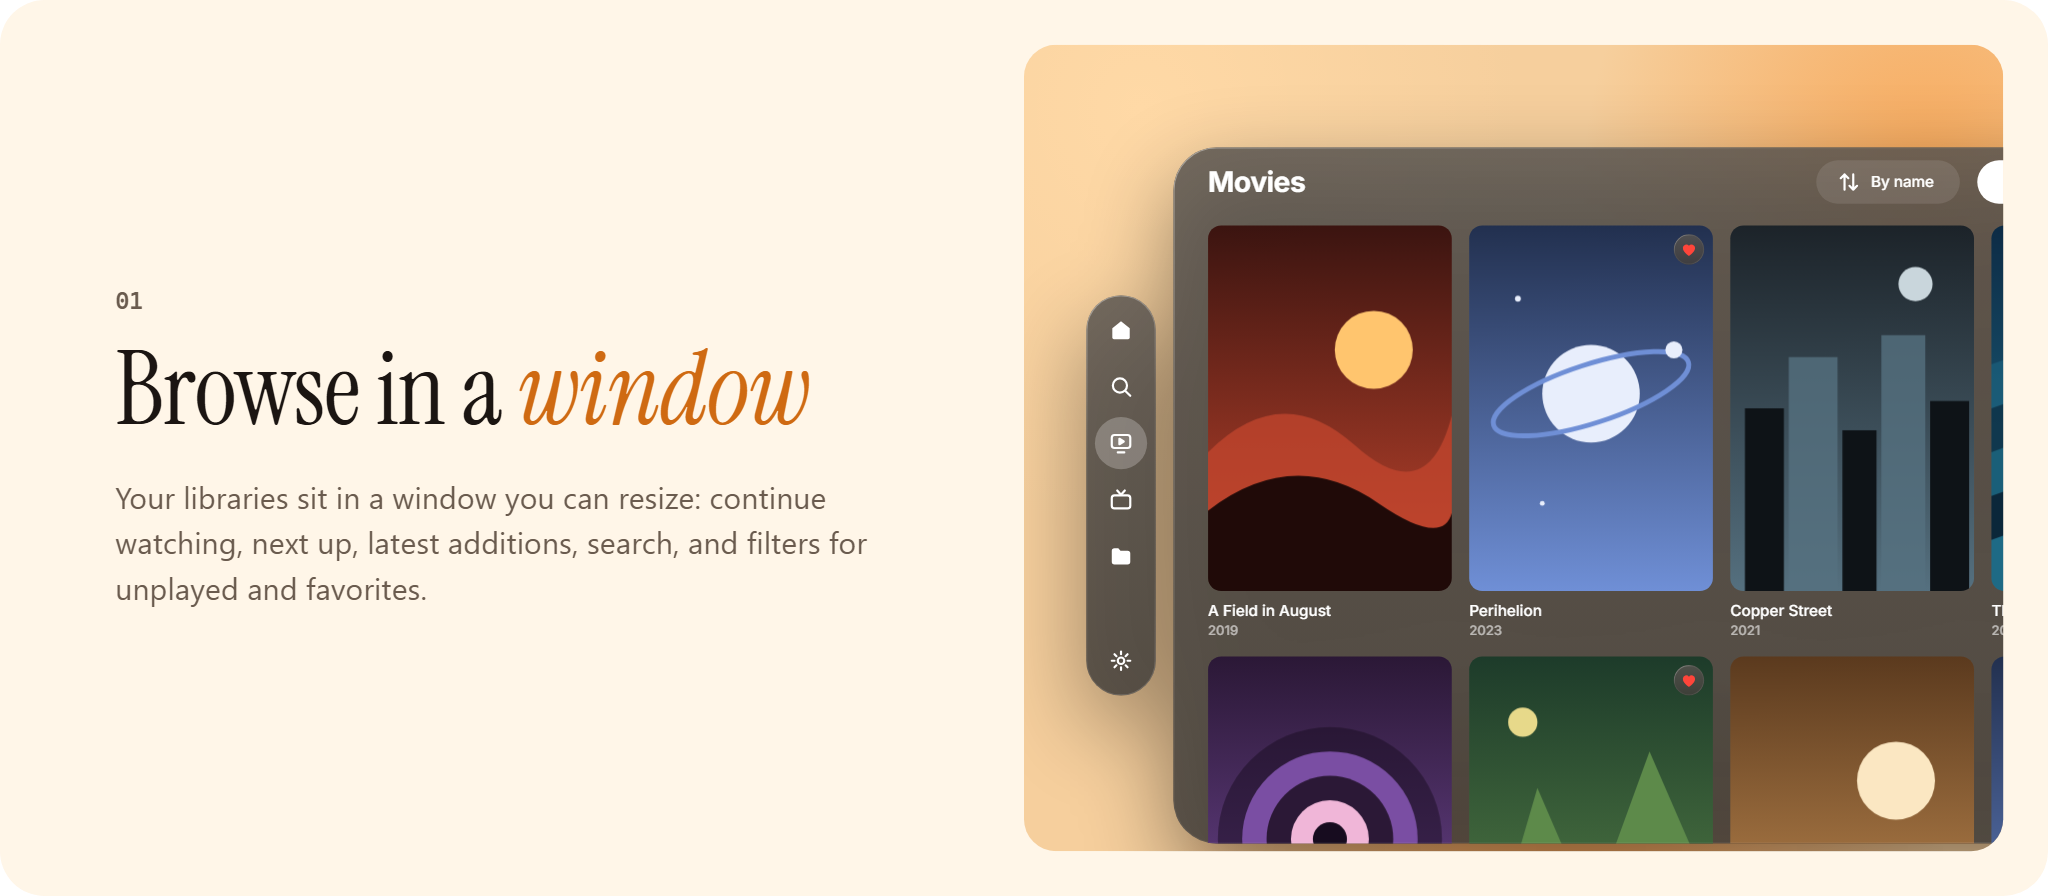 01
Browse in a window
Your libraries sit in a window you can resize: continue
watching, next up, latest additions, search, and filters for
unplayed and favorites.
Movies
By name
A Field in August
2019
Perihelion
2023
Copper Street
2021